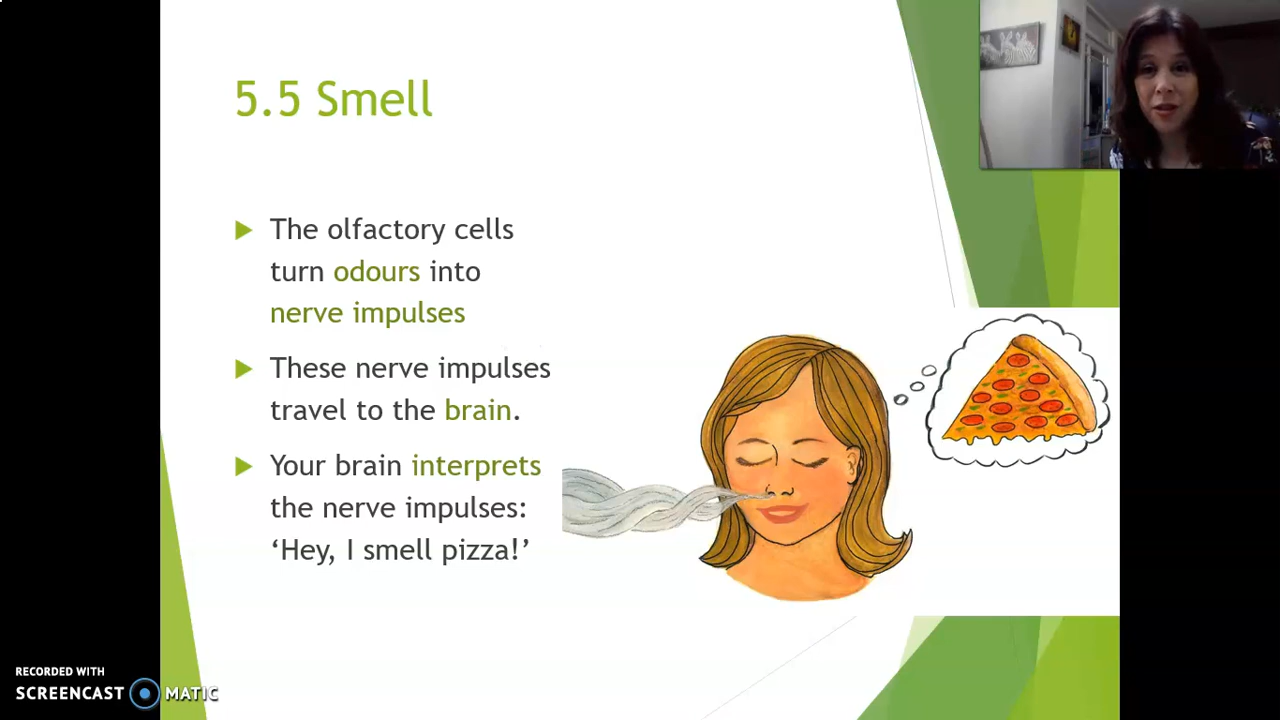 5.5 Smell
The olfactory cells
turn odours into
nerve impulses
These nerve impulses
travel to the brain.
Your brain interprets
the nerve impulses:
‘Hey, I smell pizza!’
RECORDED WITH
SCREENCAST MATIC